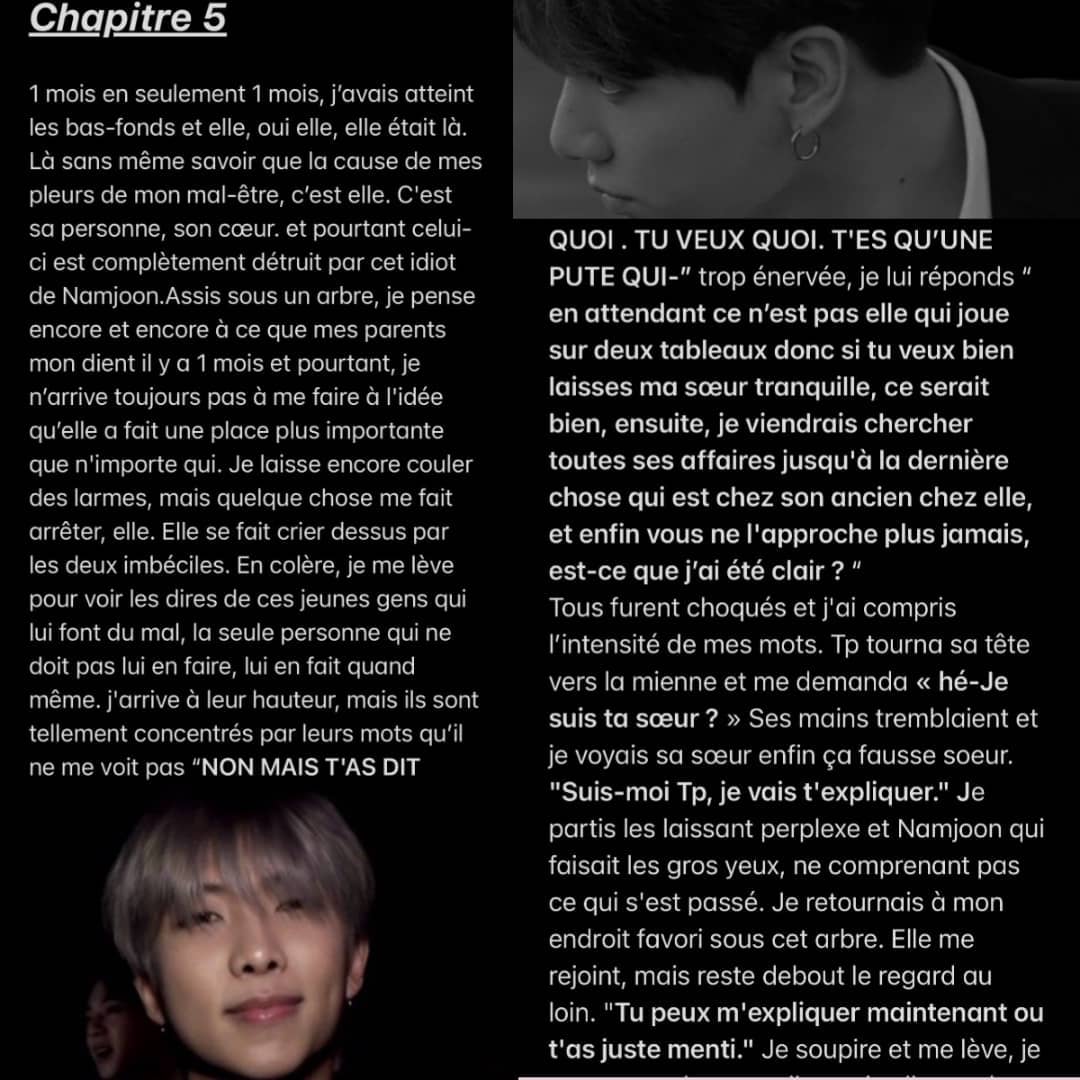 Chapitre 5
1 mois en seulement 1 mois, j’avais atteint
les bas-fonds et elle, oui elle, elle était là.
Là sans même savoir que la cause de mes
pleurs de mon mal-être, c’est elle. C'est
sa personne, son cœur. et pourtant celui-
ci est complètement détruit par cet idiot
de Namjoon.Assis sous un arbre, je pense
encore et encore à ce que mes parents
mon dient il y a 1 mois et pourtant, je
n’arrive toujours pas à me faire à l'idée
qu’elle a fait une place plus importante
que n'importe qui. Je laisse encore couler
des larmes, mais quelque chose me fait
arrêter, elle. Elle se fait crier dessus par
les deux imbéciles. En colère, je me lève
pour voir les dires de ces jeunes gens qui
lui font du mal, la seule personne qui ne
doit pas lui en faire, lui en fait quand
même. j'arrive à leur hauteur, mais ils sont
tellement concentrés par leurs mots qu’il
ne me voit pas “NON MAIS T'AS DIT
QUOI . TU VEUX QUOI. T'ES QU’UNE
PUTE QUI-” trop énervée, je lui réponds “
en attendant ce n’est pas elle qui joue
sur deux tableaux donc si tu veux bien
laisses ma sœur tranquille, ce serait
bien, ensuite, je viendrais chercher
toutes ses affaires jusqu'à la dernière
chose qui est chez son ancien chez elle,
et enfin vous ne l'approche plus jamais,
est-ce que j’ai été clair ? “
Tous furent choqués et j'ai compris
l’intensité de mes mots. Tp tourna sa tête
vers la mienne et me demanda « hé-Je
suis ta sœur ? » Ses mains tremblaient et
je voyais sa sœur enfin ça fausse soeur.
"Suis-moi Tp, je vais t'expliquer." Je
partis les laissant perplexe et Namjoon qui
faisait les gros yeux, ne comprenant pas
ce qui s'est passé. Je retournais à mon
endroit favori sous cet arbre. Elle me
rejoint, mais reste debout le regard au
loin. "Tu peux m'expliquer maintenant ou
t'as juste menti." Je soupire et me lève, je